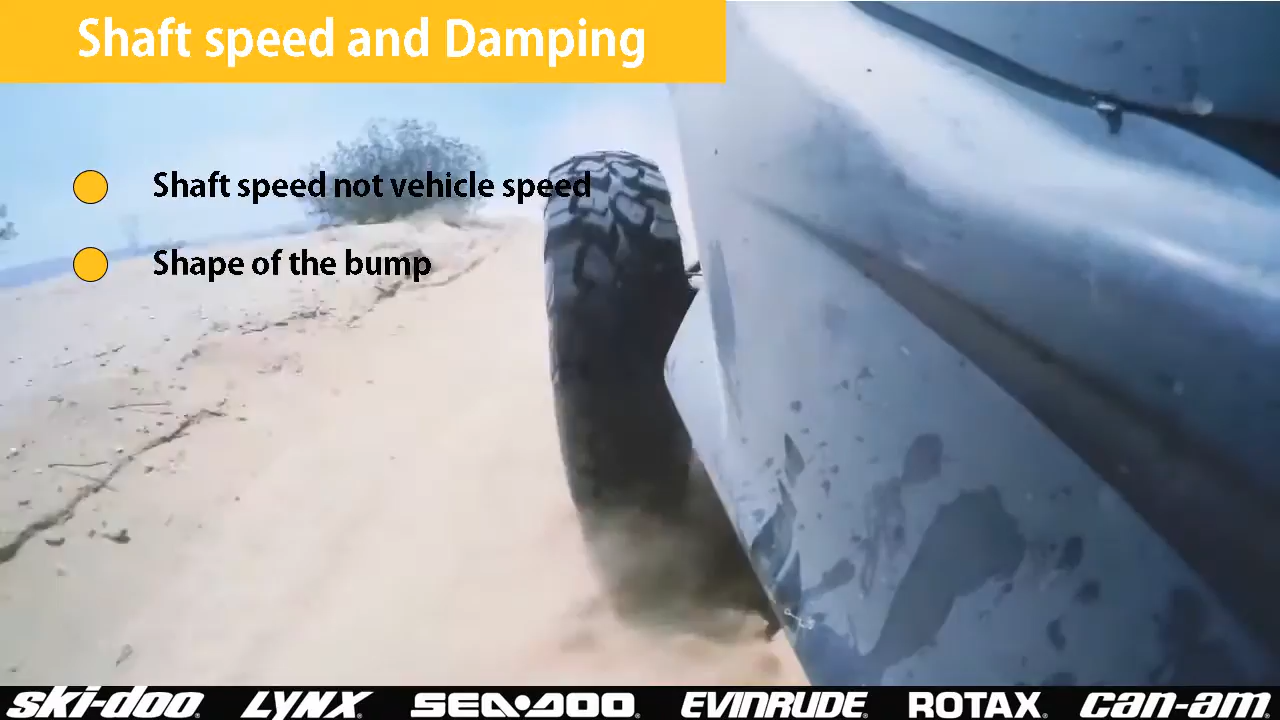 Shaft speed and Damping
Shaft speed not vehicle speed
Shape of the bump
ski-doo. LYNX. SEA-DOO. EVINRUDE. ROTAX. can-am.